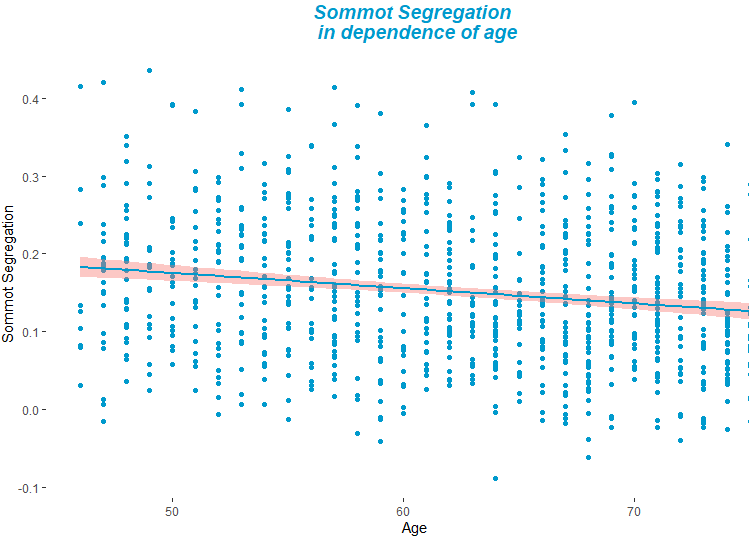 Sommot Segregation
in dependence of age
Sommot Segregation
0.4
0.3
0.2
0.1
0.0
-0.1
50
60
70
Age